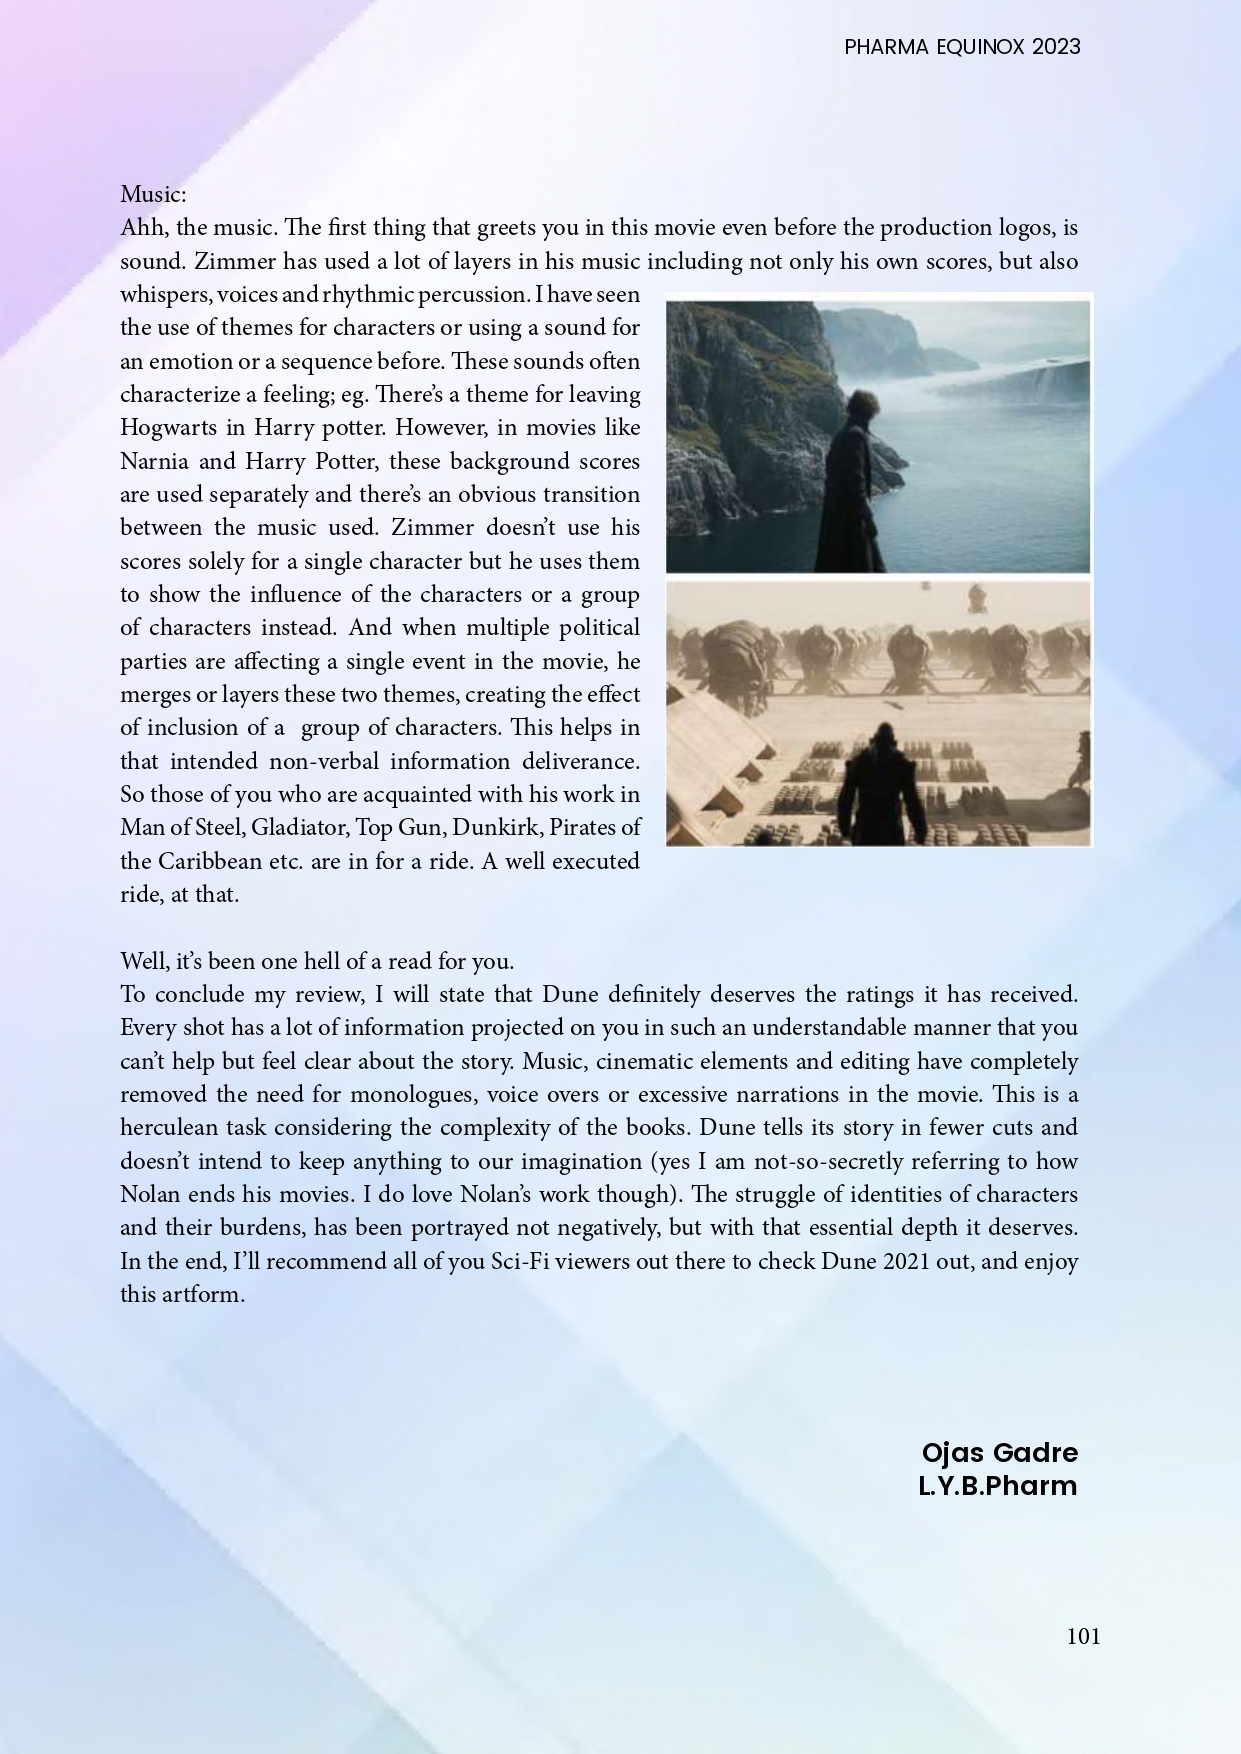 PHARMA EQUINOX 2023
Music:
Ahh, the music. The first thing that greets you in this movie even before the production logos, is
sound. Zimmer has used a lot of layers in his music including not only his own scores, but also
whispers, voices and rhythmic percussion. I have seen
the use of themes for characters or using a sound for
an emotion or a sequence before. These sounds often
characterize a feeling; eg. There’s a theme for leaving
Hogwarts in Harry potter. However, in movies like
Narnia and Harry Potter, these background scores
are used separately and there’s an obvious transition
between the music used. Zimmer doesn’t use his
scores solely for a single character but he uses them
to show the influence of the characters or a group
of characters instead. And when multiple political
parties are affecting a single event in the movie, he
merges or layers these two themes, creating the effect
of inclusion of a  group of characters. This helps in
that intended non-verbal information deliverance.
So those of you who are acquainted with his work in
Man of Steel, Gladiator, Top Gun, Dunkirk, Pirates of
the Caribbean etc. are in for a ride. A well executed
ride, at that.
Well, it’s been one hell of a read for you.
To conclude my review, I will state that Dune definitely deserves the ratings it has received.
Every shot has a lot of information projected on you in such an understandable manner that you
can’t help but feel clear about the story. Music, cinematic elements and editing have completely
removed the need for monologues, voice overs or excessive narrations in the movie. This is a
herculean task considering the complexity of the books. Dune tells its story in fewer cuts and
doesn’t intend to keep anything to our imagination (yes I am not-so-secretly referring to how
Nolan ends his movies. I do love Nolan’s work though). The struggle of identities of characters
and their burdens, has been portrayed not negatively, but with that essential depth it deserves.
In the end, I’ll recommend all of you Sci-Fi viewers out there to check Dune 2021 out, and enjoy
this artform.
Ojas Gadre
L.Y.B.Pharm
101